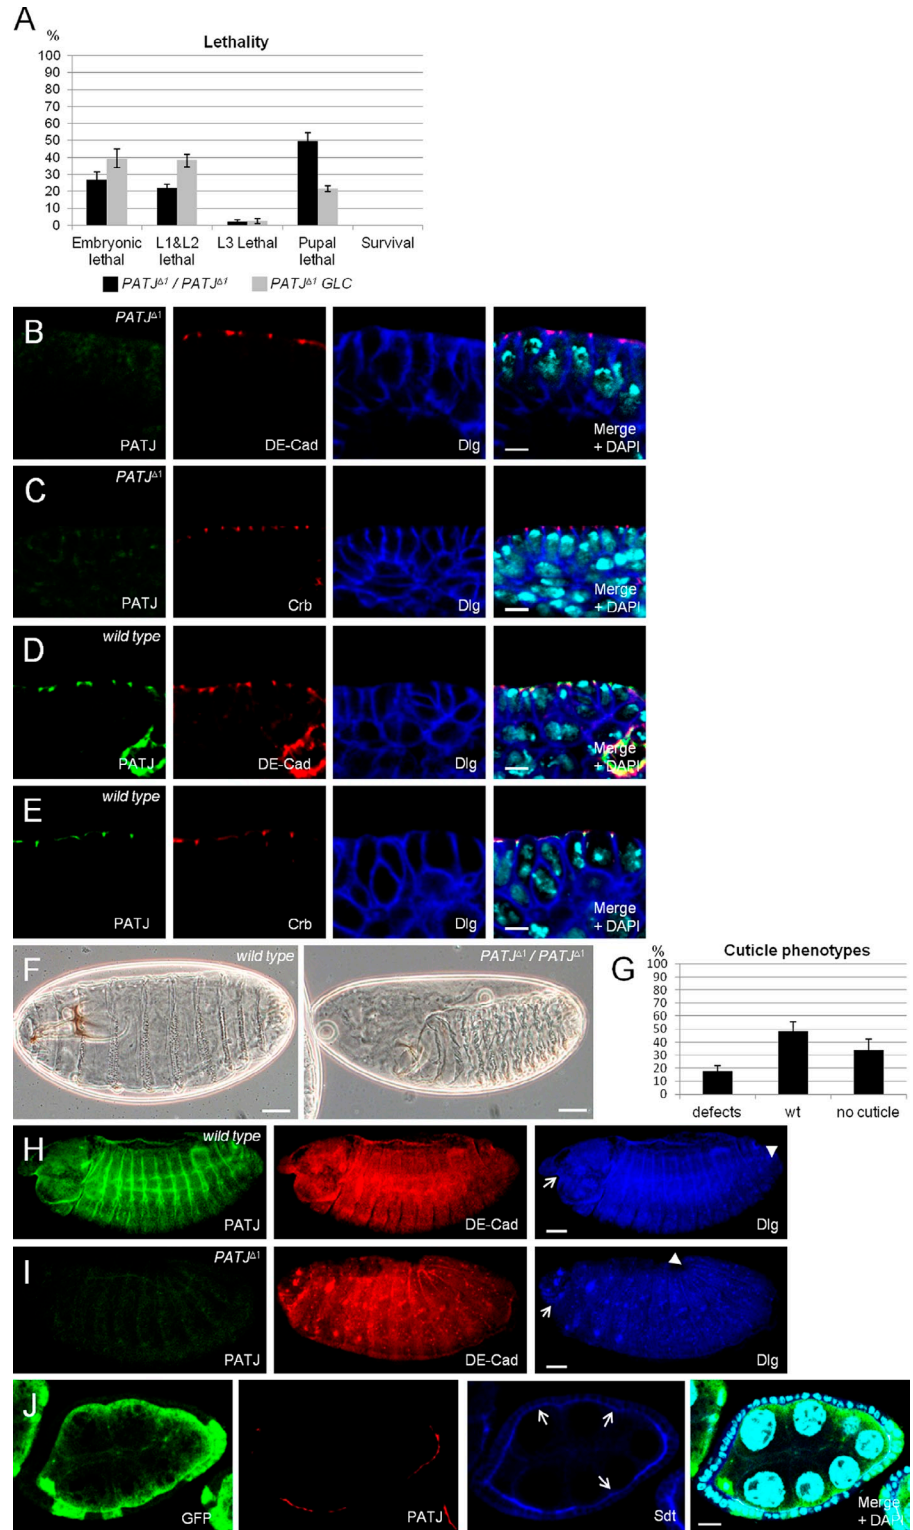 A
%
Lethality
100
90
80
70
60
50
40
30
20
10
0
Embryonic lethal
L1&L2 lethal
L3 Lethal
Pupal lethal
Survival
PATJΔ1 / PATJΔ1
PATJΔ1 GLC
B
PATJΔ1
PATJ
DE-Cad
Dlg
Merge + DAPI
C
PATJΔ1
PATJ
Crb
Dlg
Merge + DAPI
D
wild type
PATJ
DE-Cad
Dlg
Merge + DAPI
E
wild type
PATJ
Crb
Dlg
Merge + DAPI
F
wild type
PATJΔ1 / PATJΔ1
G
%
Cuticle phenotypes
100
90
80
70
60
50
40
30
20
10
0
defects
wt
no cuticle
H
wild type
PATJ
DE-Cad
Dlg
I
PATJΔ1
PATJ
DE-Cad
Dlg
J
GFP
PATJ
Sdt
Merge + DAPI